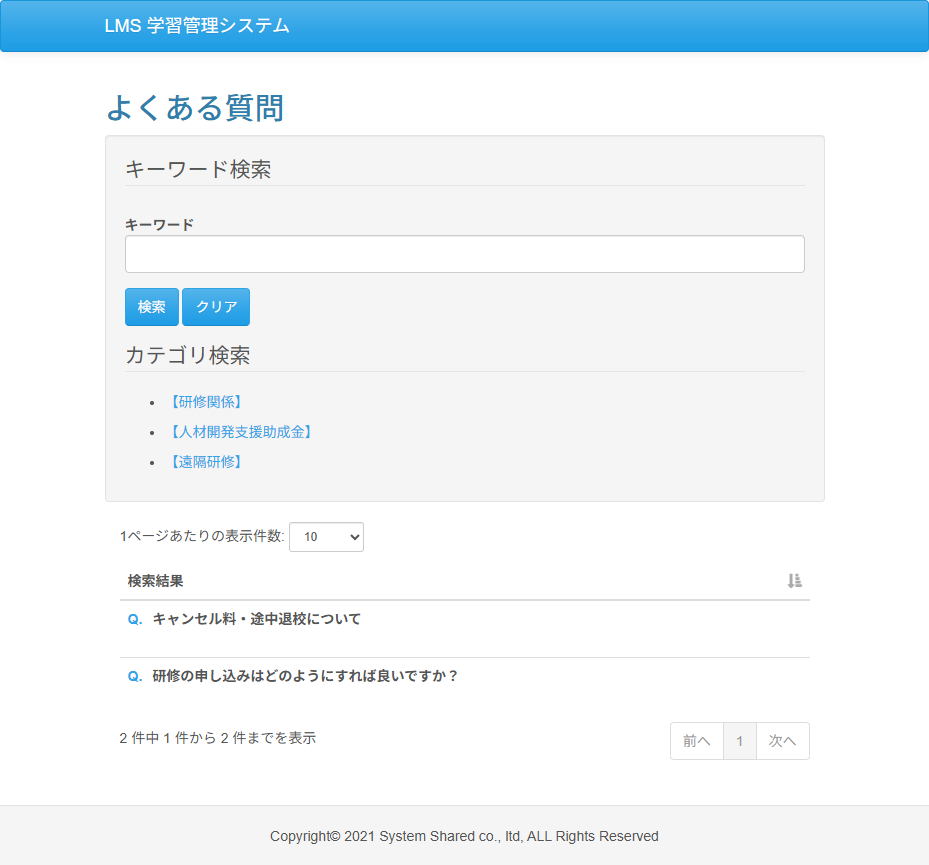 LMS 学習管理システム
よくある質問
キーワード検索
キーワード
検索 クリア
カテゴリ検索
【研修関係】
【人材開発支援助成金】
【遠隔研修】
1ページあたりの表示件数: 10
検索結果
Q. キャンセル料・途中退校について
Q. 研修の申し込みはどのようにすれば良いですか？
2 件中 1 件から 2 件までを表示
前へ 1 次へ
Copyright© 2021 System Shared co., ltd, ALL Rights Reserved